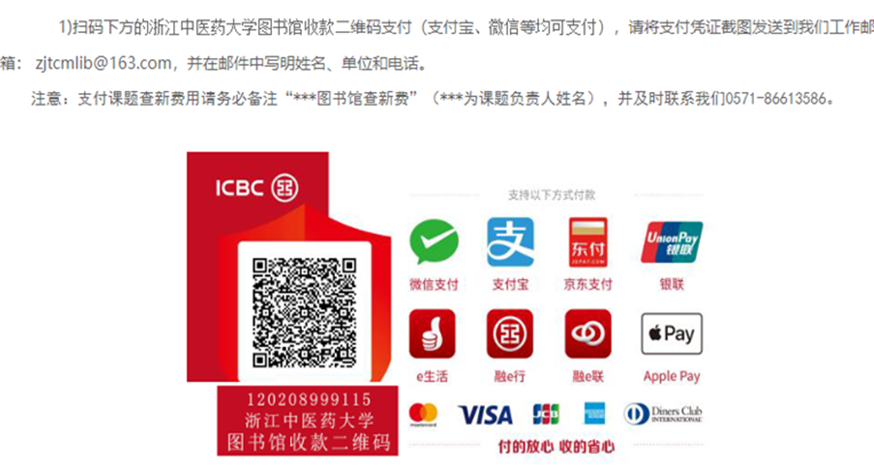 1)扫码下方的浙江中医药大学图书馆收款二维码支付（支付宝、微信等均可支付），请将支付凭证截图发送到我们工作邮
箱： zjtcmlib@163.com，并在邮件中写明姓名、单位和电话。
注意：支付课题查新费用请务必备注“***图书馆查新费”（***为课题负责人姓名），并及时联系我们0571-86613586。
ICBC
支持以下方式付款
支
东付
JDPAY.COM
UnionPay
银联
微信支付 支付宝 京东支付 银联
Pay
e生活 融e行 融e联 Apple Pay
120208999115
浙江中医药大学
图书馆收款二维码
mastercard VISA JCB Diners Club
INTERNATIONAL
付的放心 收的省心